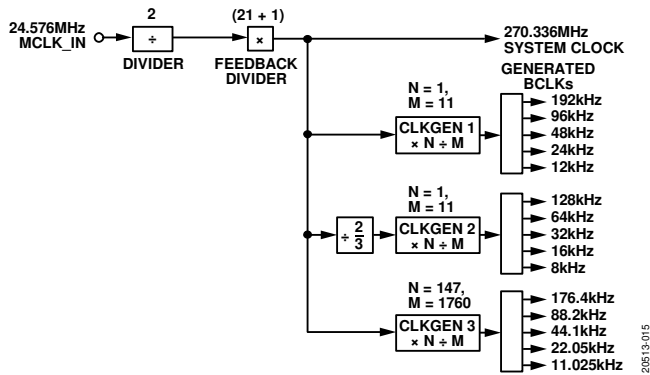 24.576MHz
MCLK_IN
2
÷
DIVIDER
(21 + 1)
×
FEEDBACK
DIVIDER
270.336MHz
SYSTEM CLOCK
GENERATED
BCLKs
N = 1,
M = 11
CLKGEN 1
× N ÷ M
192kHz
96kHz
48kHz
24kHz
12kHz
÷ 2
3
N = 1,
M = 11
CLKGEN 2
× N ÷ M
128kHz
64kHz
32kHz
16kHz
8kHz
N = 147,
M = 1760
CLKGEN 3
× N ÷ M
176.4kHz
88.2kHz
44.1kHz
22.05kHz
11.025kHz
20513-015